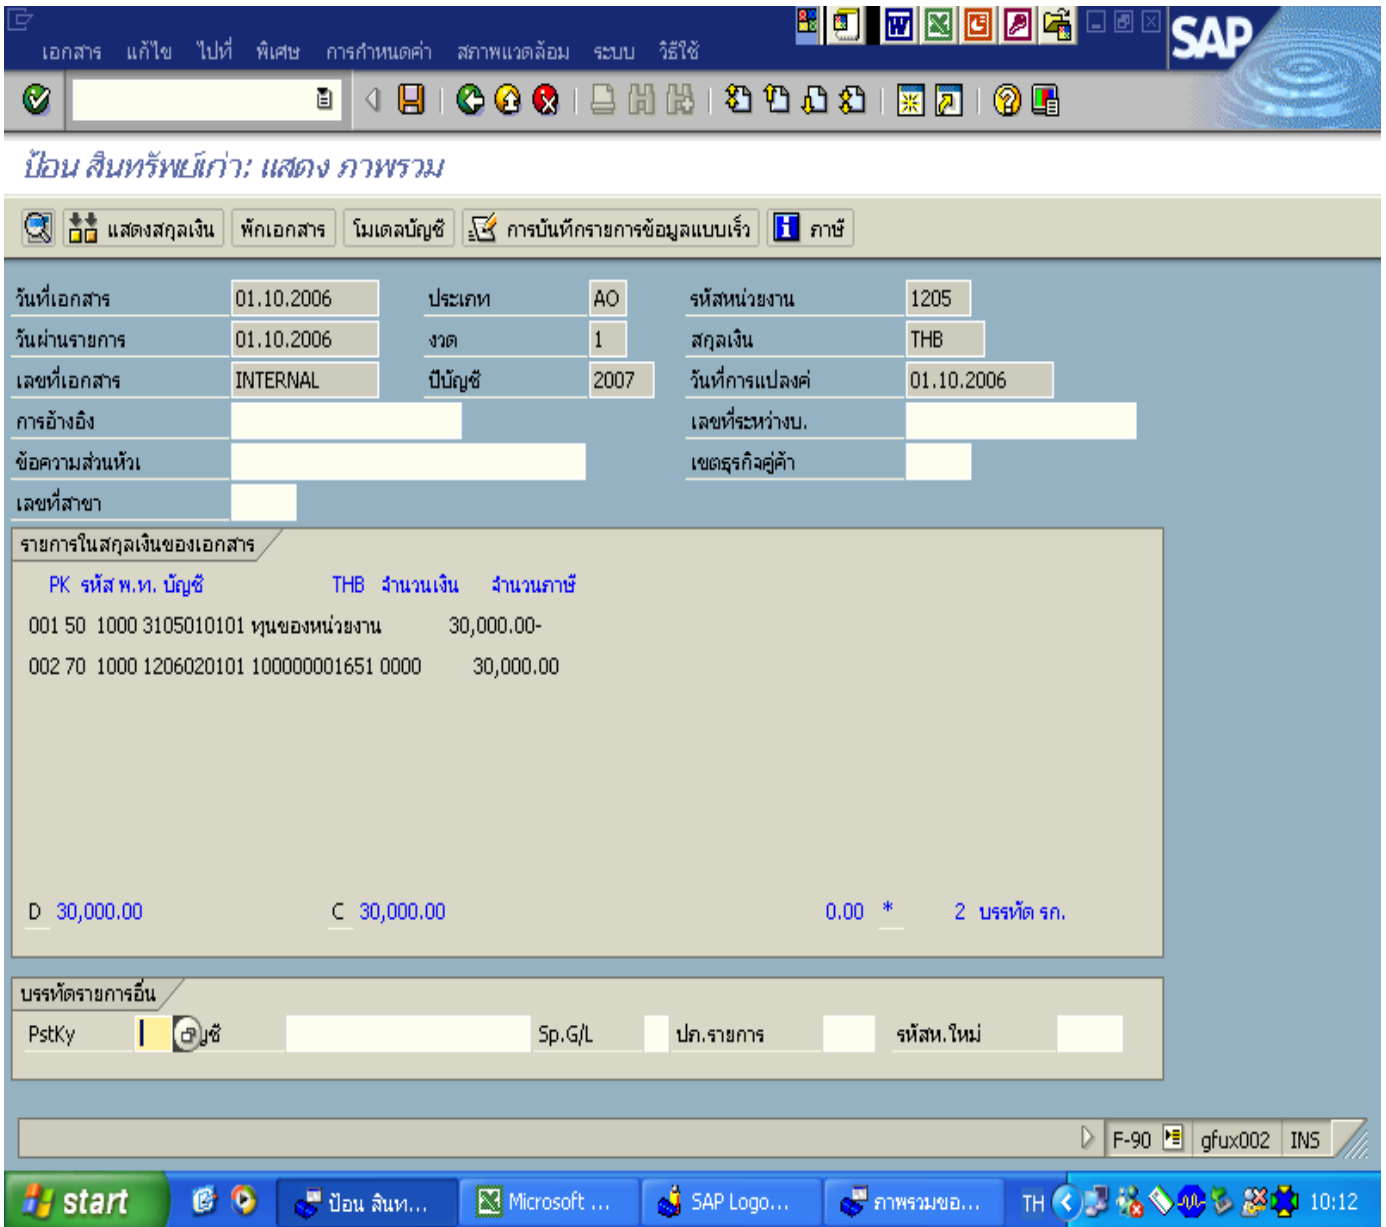 เอกสาร แก้ไข ไปที่ พิเศษ การกำหนดค่า สภาพแวดล้อม ระบบ วิธีใช้ SAP
ป้อน สินทรัพย์เก่า: แสดง ภาพรวม
แสดงสกุลเงิน พักเอกสาร โมเดลบัญชี การบันทึกรายการข้อมูลแบบเร็ว ภาษี
วันที่เอกสาร 01.10.2006 ประเภท AO รหัสหน่วยงาน 1205
วันผ่านรายการ 01.10.2006 งวด 1 สกุลเงิน THB
เลขที่เอกสาร INTERNAL ปีบัญชี 2007 วันที่การแปลงค่ 01.10.2006
การอ้างอิง เลขที่ระหว่างบ.
ข้อความส่วนหัวเ เขตธุรกิจคู่ค้า
เลขที่สาขา
รายการในสกุลเงินของเอกสาร
PK รหัส พ.ท. บัญชี THB จำนวนเงิน จำนวนภาษี
001 50 1000 3105010101 ทุนของหน่วยงาน 30,000.00-
002 70 1000 1206020101 100000001651 0000 30,000.00
D 30,000.00 C 30,000.00 0.00 * 2 บรรทัด รก.
บรรทัดรายการอื่น
PstKy ญชี Sp.G/L ปภ.รายการ รหัสห.ใหม่
F-90 gfux002 INS
start ป้อน สินท... Microsoft ... SAP Logo... ภาพรวมขอ... TH 10:12